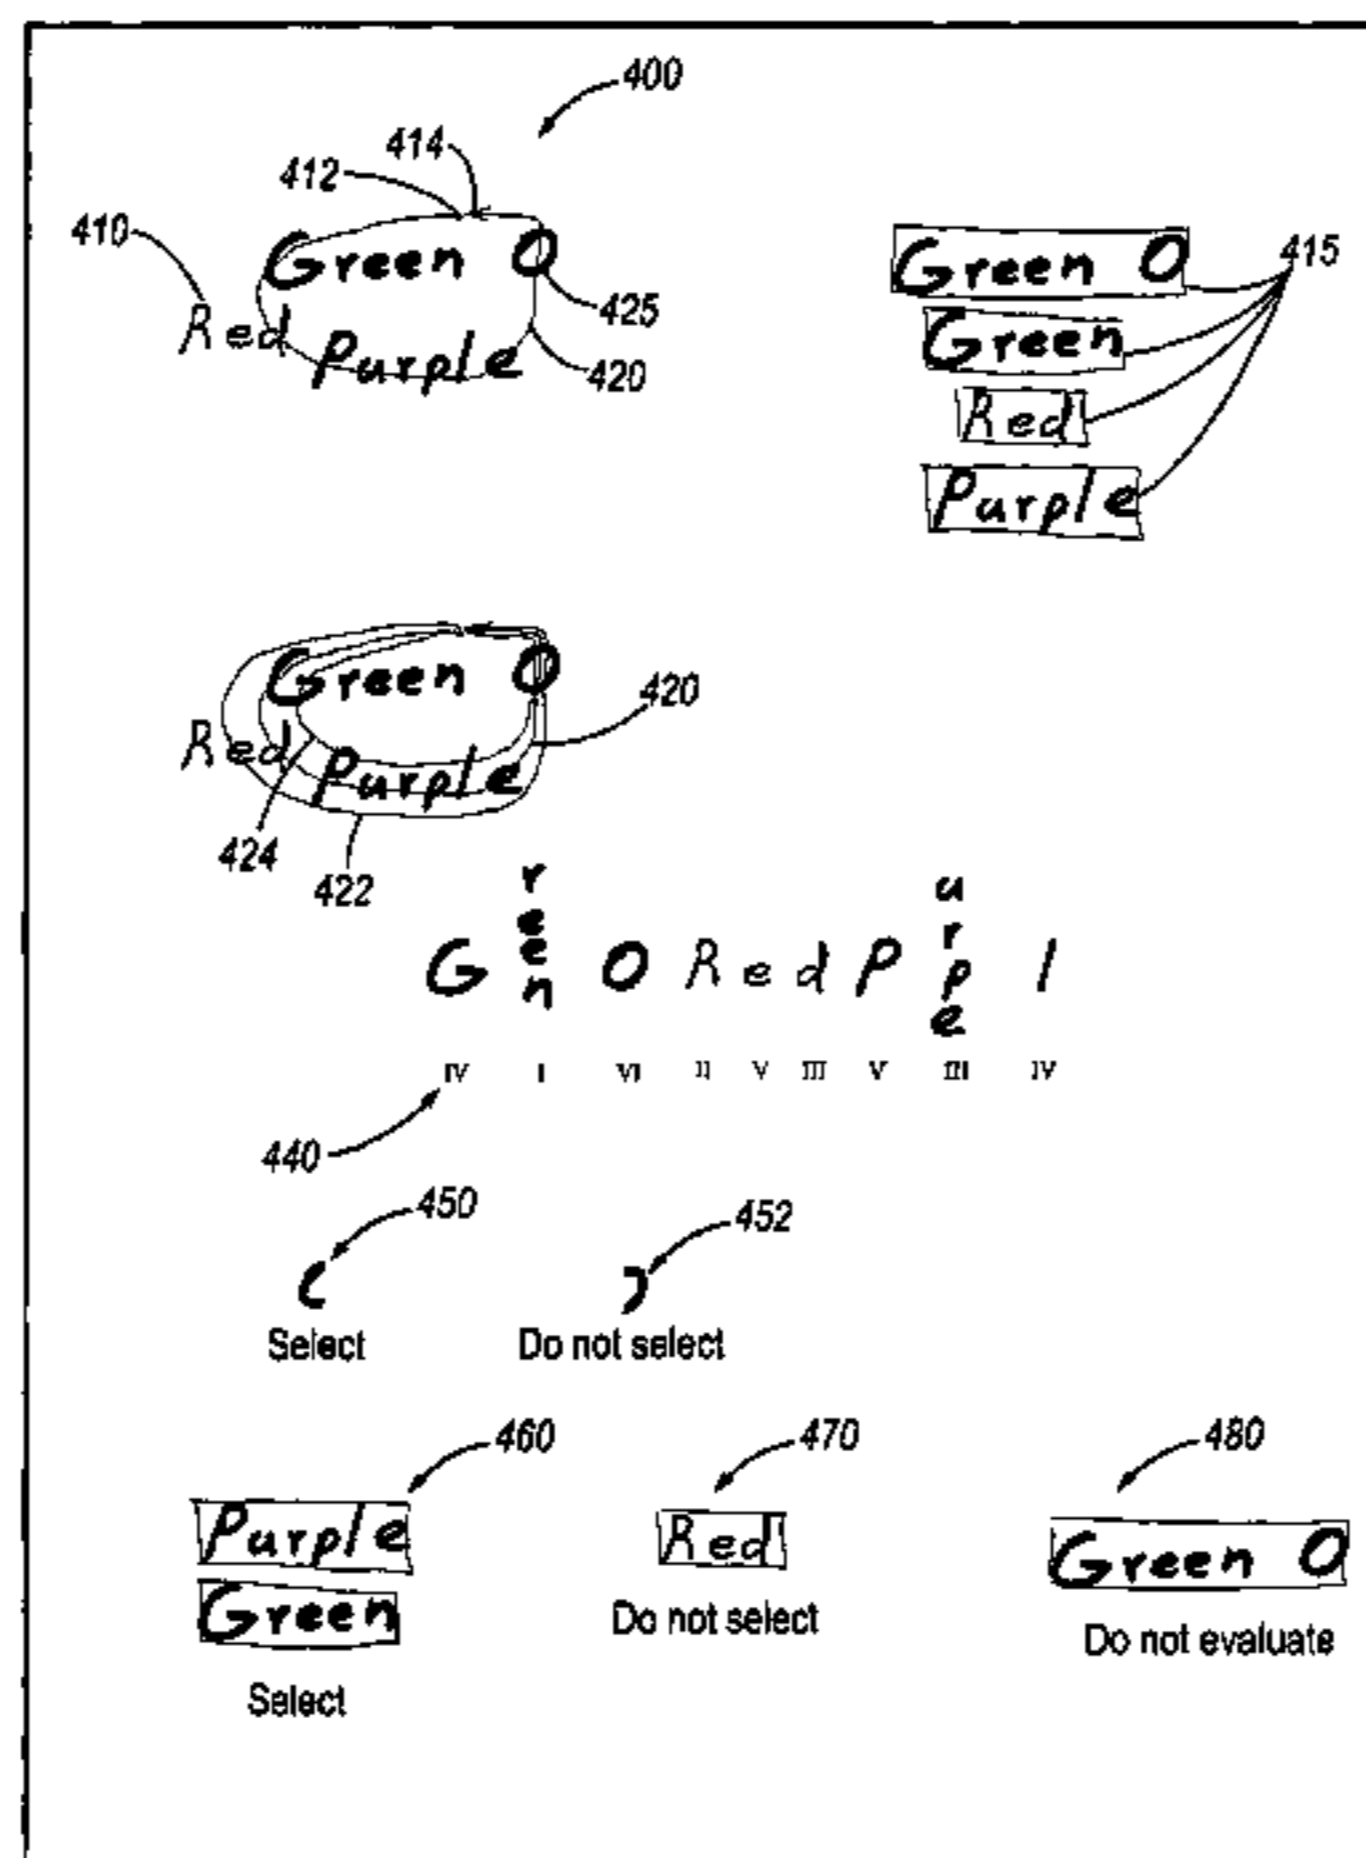 400
414
412
410
Green O
425
Red
Purple
420
Green O
415
Green
Red
Purple
Green O
420
Red
Purple
424
422
G reen O R e d P urpe l
IV I VI II V III V III IV
440
450
452
Select
Do not select
460
470
480
Purple
Red
Green O
Green
Do not select
Do not evaluate
Select